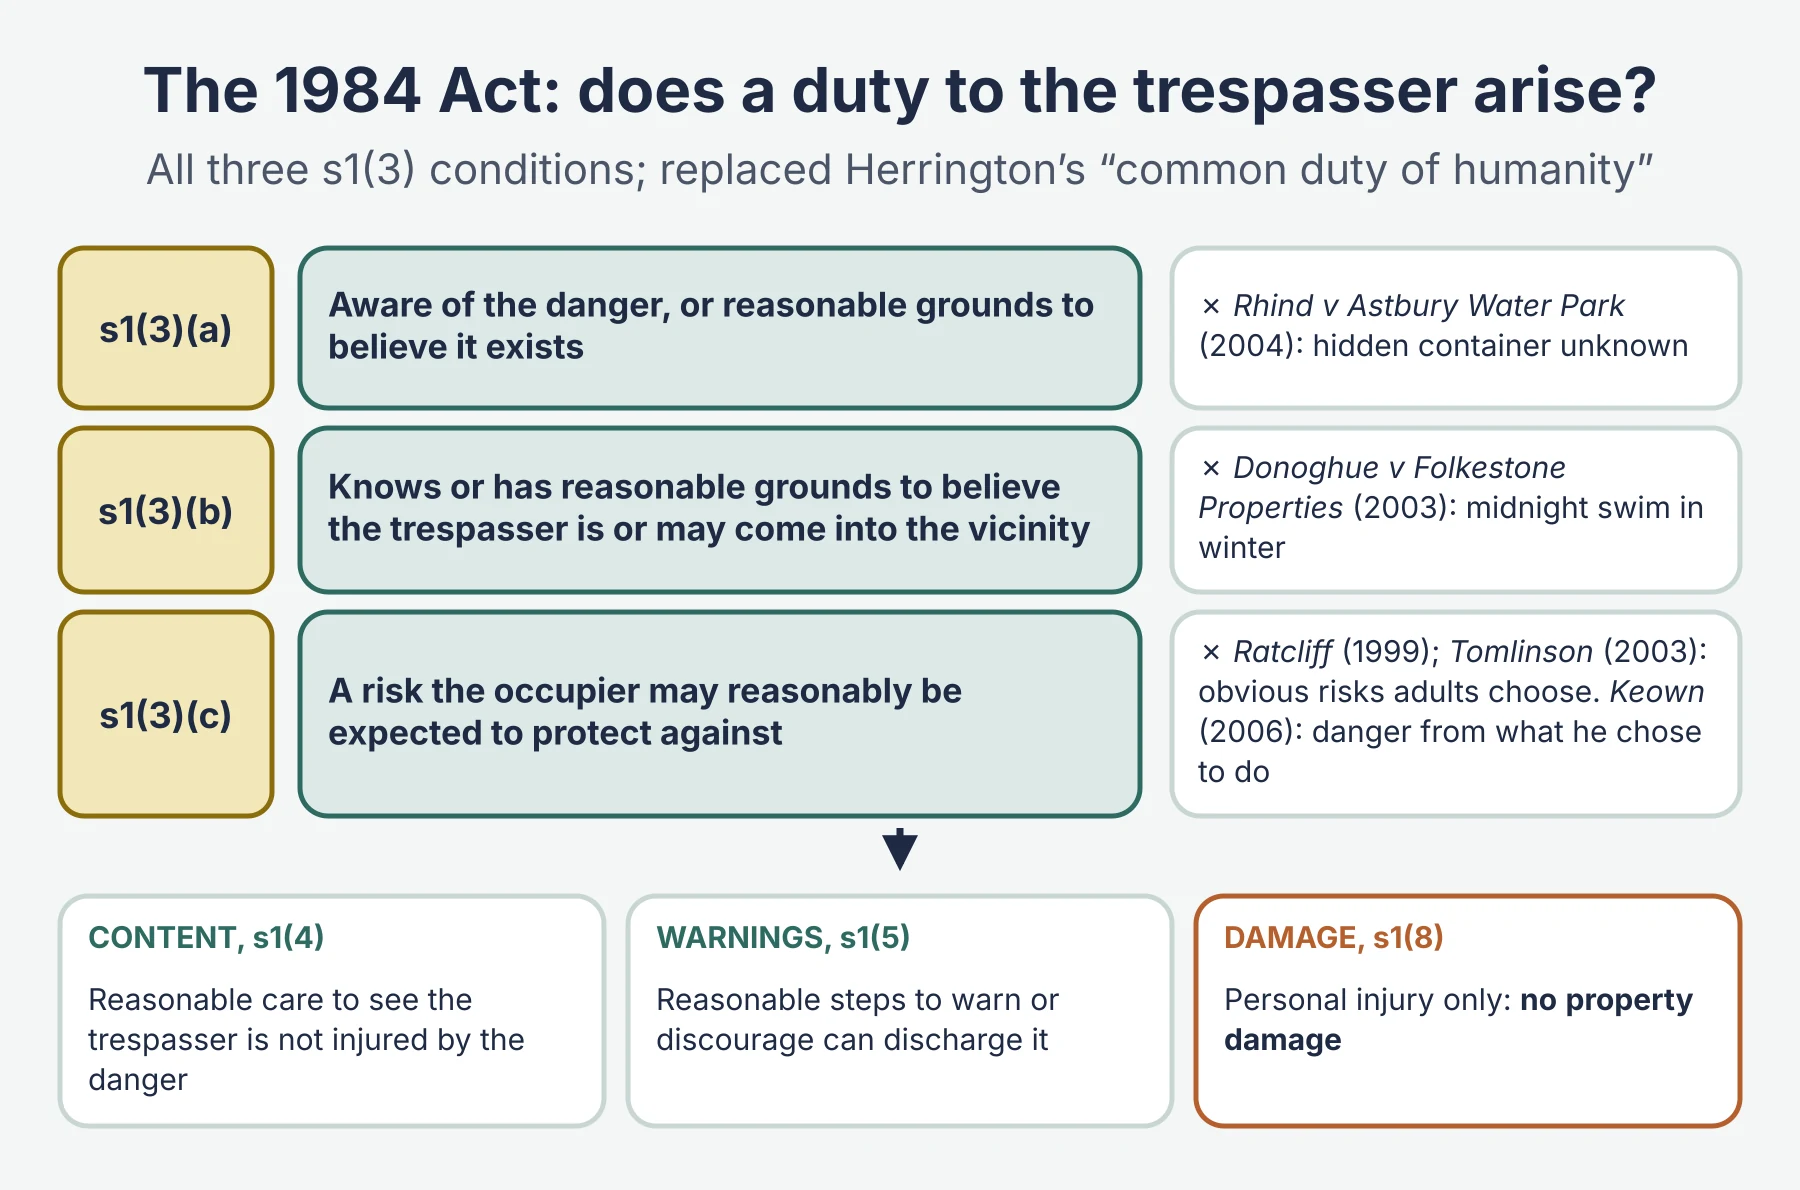 The 1984 Act: does a duty to the trespasser arise?
All three s1(3) conditions; replaced Herrington’s “common duty of humanity”
s1(3)(a)
Aware of the danger, or reasonable grounds to
believe it exists
× Rhind v Astbury Water Park
(2004): hidden container unknown
s1(3)(b)
Knows or has reasonable grounds to believe
the trespasser is or may come into the vicinity
× Donoghue v Folkestone
Properties (2003): midnight swim in
winter
s1(3)(c)
A risk the occupier may reasonably be
expected to protect against
× Ratcliff (1999); Tomlinson (2003):
obvious risks adults choose. Keown
(2006): danger from what he chose
to do
CONTENT, s1(4)
Reasonable care to see the
trespasser is not injured by the
danger
WARNINGS, s1(5)
Reasonable steps to warn or
discourage can discharge it
DAMAGE, s1(8)
Personal injury only: no property
damage